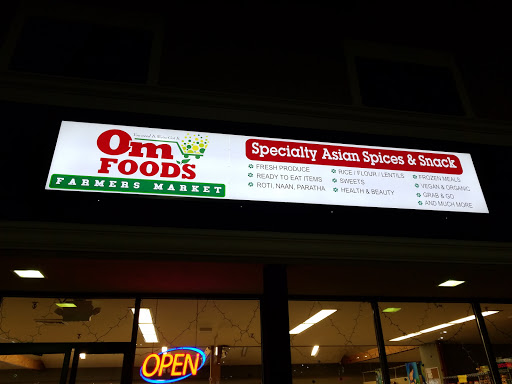 Om
FOODS
FARMERS MARKET
Specialty Asian Spices & Snack
FRESH PRODUCE
READY TO EAT ITEMS
ROTI, NAAN, PARATHA
RICE / FLOUR / LENTILS
SWEETS
HEALTH & BEAUTY
FROZEN MEALS
VEGAN & ORGANIC
GRAB & GO
AND MUCH MORE
OPEN